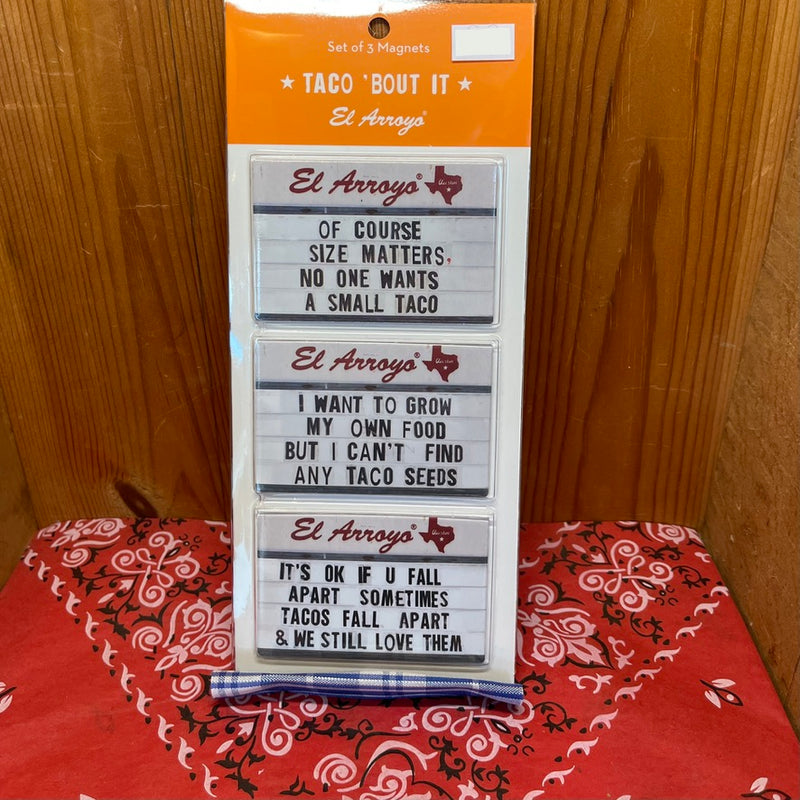 Set of 3 Magnets
★ TACO 'BOUT IT ★
El Arroyo®
El Arroyo®
OF COURSE
SIZE MATTERS,
NO ONE WANTS
A SMALL TACO
El Arroyo®
I WANT TO GROW
MY OWN FOOD
BUT I CAN'T FIND
ANY TACO SEEDS
El Arroyo®
IT'S OK IF U FALL
APART SOMETIMES
TACOS FALL APART
& WE STILL LOVE THEM